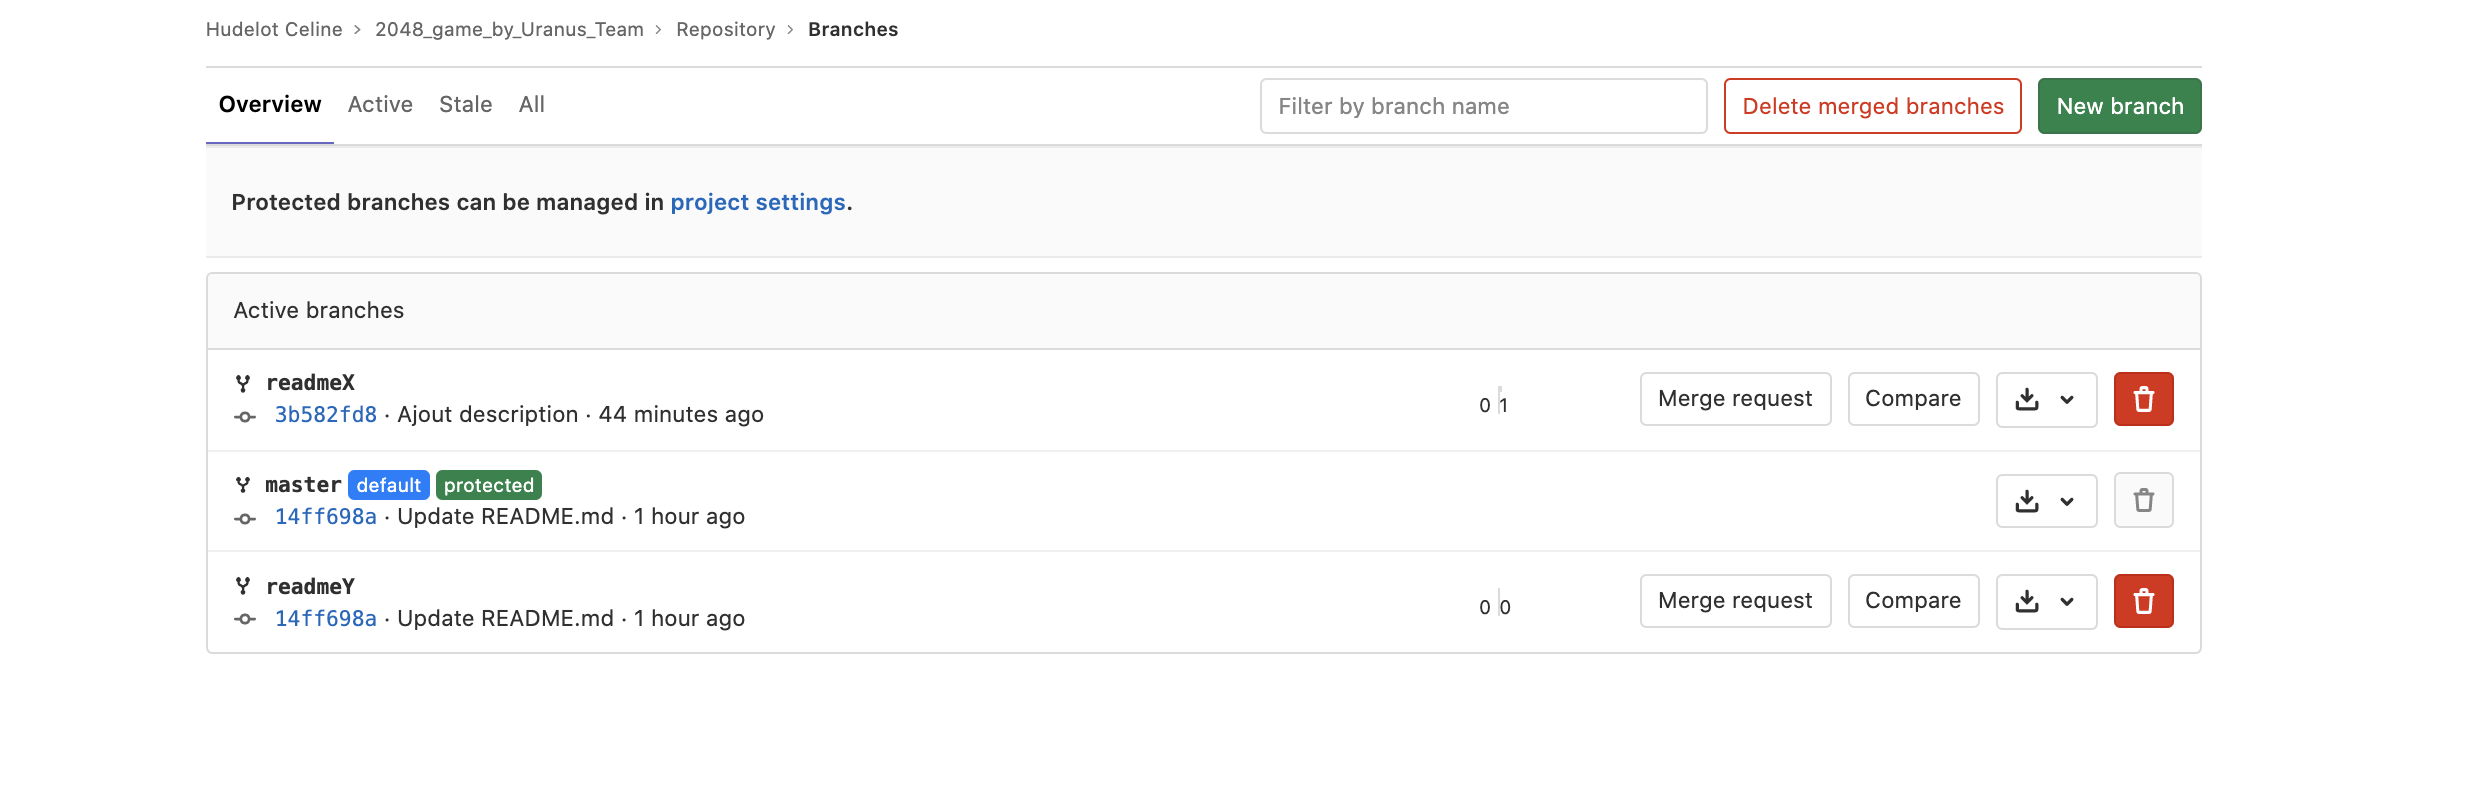 Hudelot Celine > 2048_game_by_Uranus_Team > Repository > Branches
Overview Active Stale All Filter by branch name Delete merged branches New branch
Protected branches can be managed in project settings.
Active branches
readmeX
3b582fd8 · Ajout description · 44 minutes ago
0 1 Merge request Compare
master default protected
14ff698a · Update README.md · 1 hour ago
readmeY
14ff698a · Update README.md · 1 hour ago
0 0 Merge request Compare